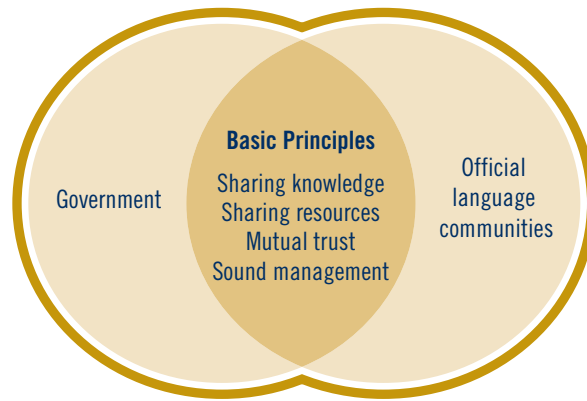 Government
Basic Principles
Sharing knowledge
Sharing resources
Mutual trust
Sound management
Official
language
communities